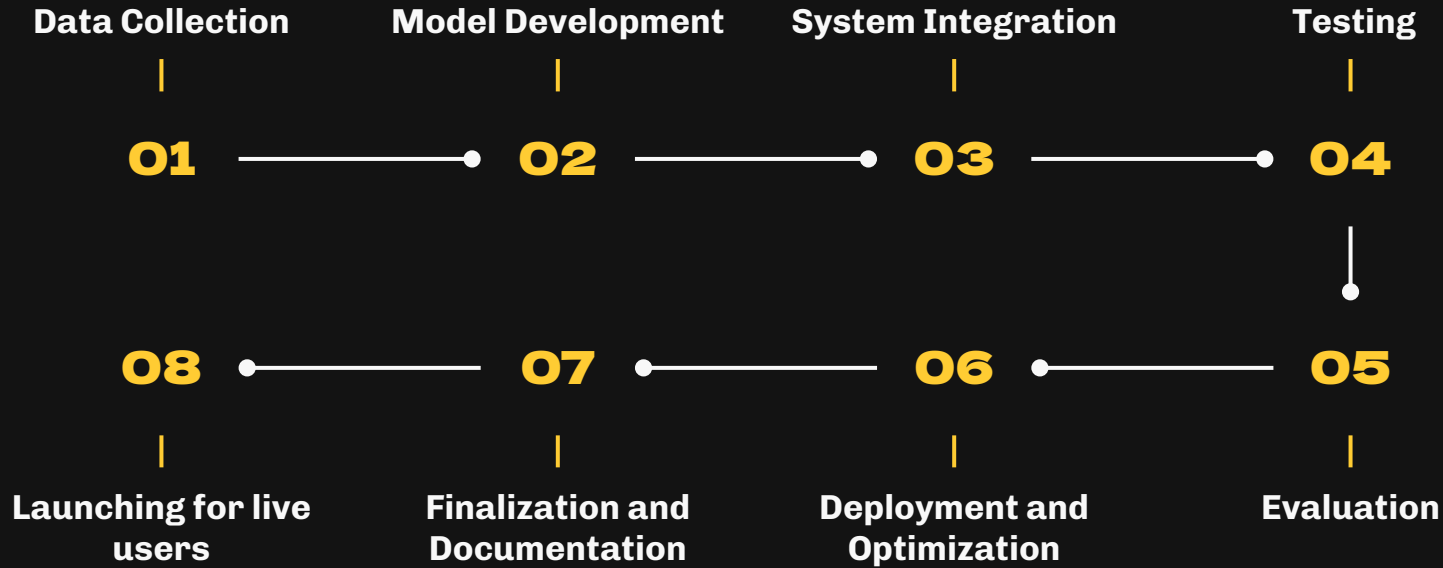 Data Collection
Model Development
System Integration
Testing
01
02
03
04
08
07
06
05
Launching for live
users
Finalization and
Documentation
Deployment and
Optimization
Evaluation